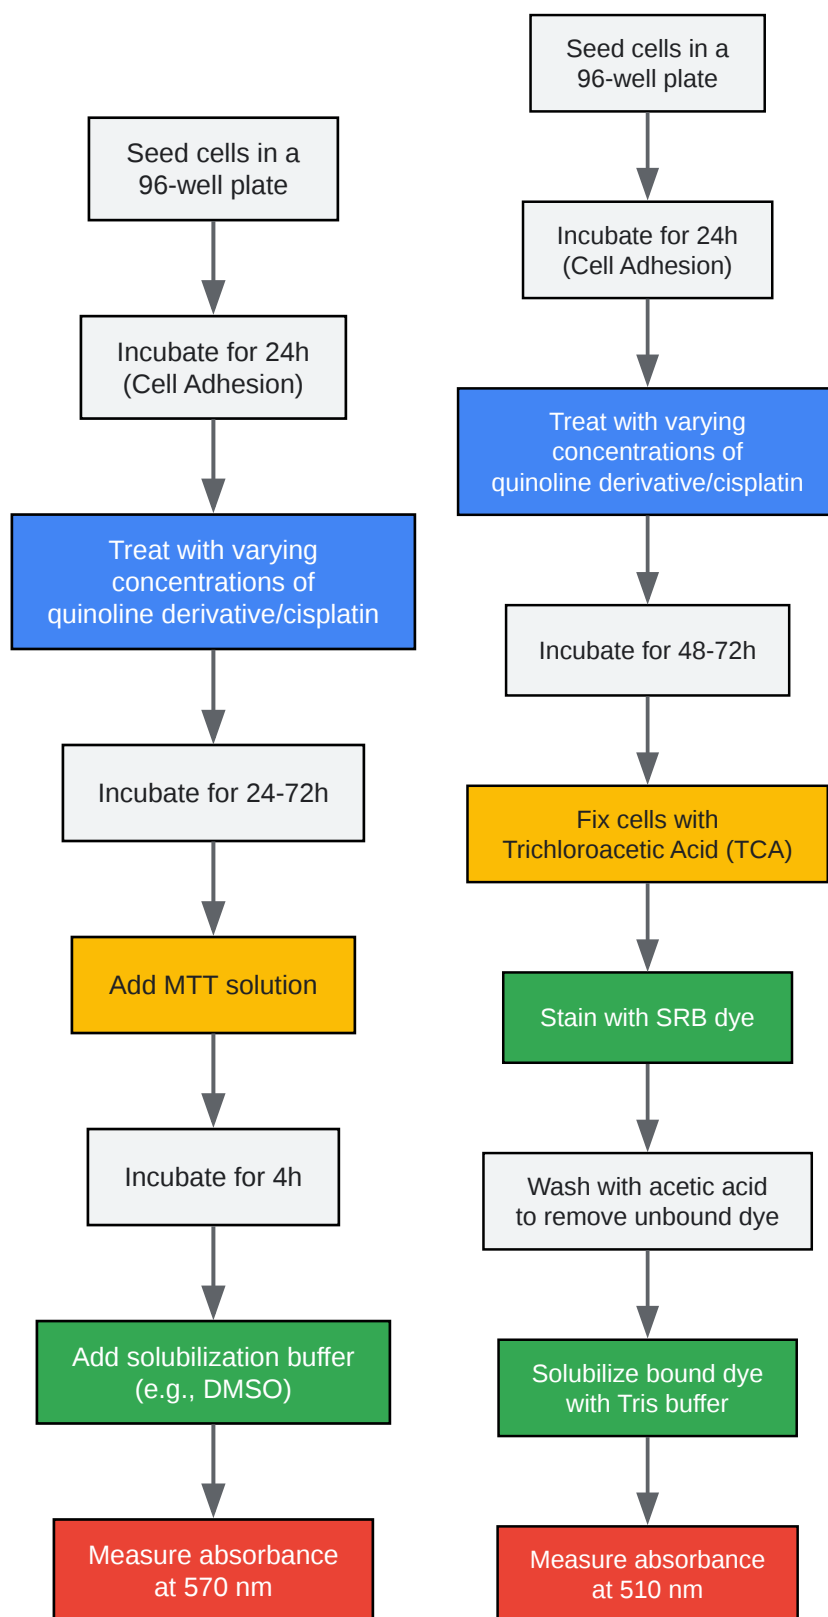 Seed cells in a
96-well plate
Incubate for 24h
(Cell Adhesion)
Treat with varying
concentrations of
quinoline derivative/cisplatin
Incubate for 24-72h
Add MTT solution
Incubate for 4h
Add solubilization buffer
(e.g., DMSO)
Measure absorbance
at 570 nm
Seed cells in a
96-well plate
Incubate for 24h
(Cell Adhesion)
Treat with varying
concentrations of
quinoline derivative/cisplatin
Incubate for 48-72h
Fix cells with
Trichloroacetic Acid (TCA)
Stain with SRB dye
Wash with acetic acid
to remove unbound dye
Solubilize bound dye
with Tris buffer
Measure absorbance
at 510 nm